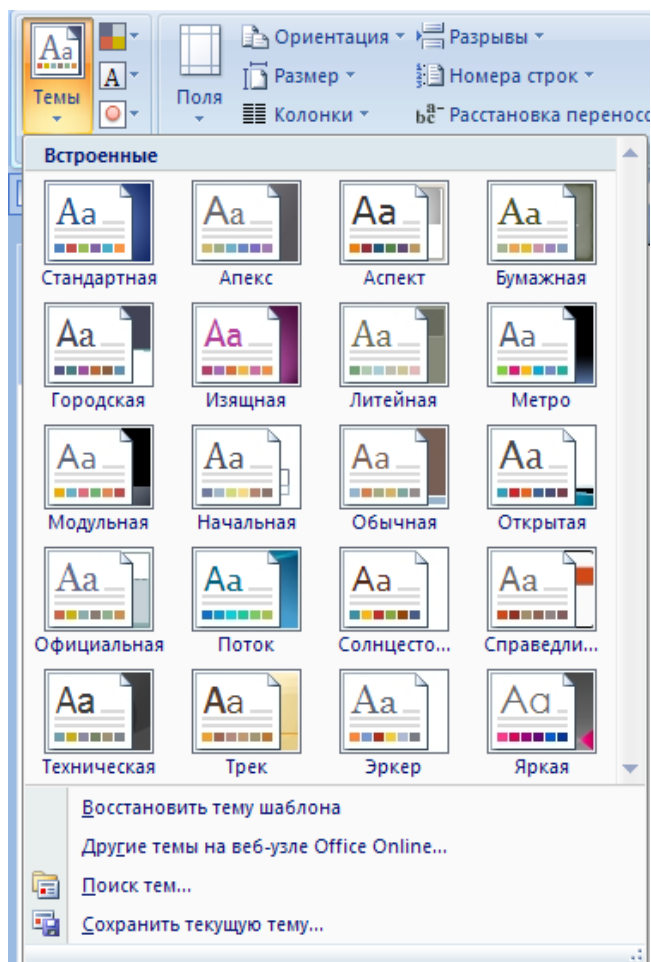 Темы
Поля
Ориентация
Размер
Колонки
Разрывы
Номера строк
Расстановка переносо
Встроенные
Aa Aa Aa Aa
Стандартная Апекс Аспект Бумажная
Aa Aa Aa Aa
Городская Изящная Литейная Метро
Aa Aa Aa Aa
Модульная Начальная Обычная Открытая
Aa Aa Aa Aa
Официальная Поток Солнцесто... Справедли...
Aa Aa Aa Aa
Техническая Трек Эркер Яркая
Восстановить тему шаблона
Другие темы на веб-узле Office Online...
Поиск тем...
Сохранить текущую тему...